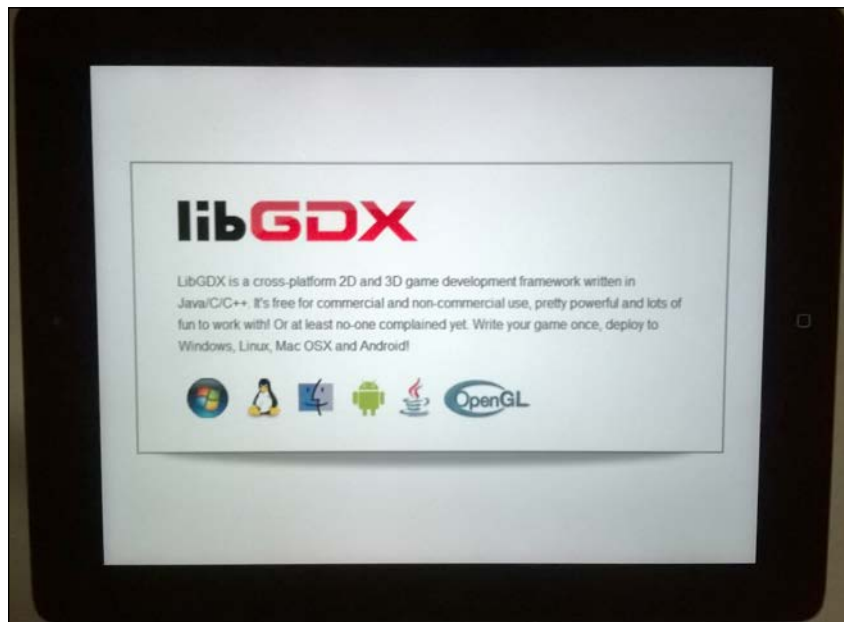 libGDX
LibGDX is a cross-platform 2D and 3D game development framework written in
Java/C/C++. It's free for commercial and non-commercial use, pretty powerful and lots of
fun to work with! Or at least no-one complained yet. Write your game once, deploy to
Windows, Linux, Mac OSX and Android!
OpenGL